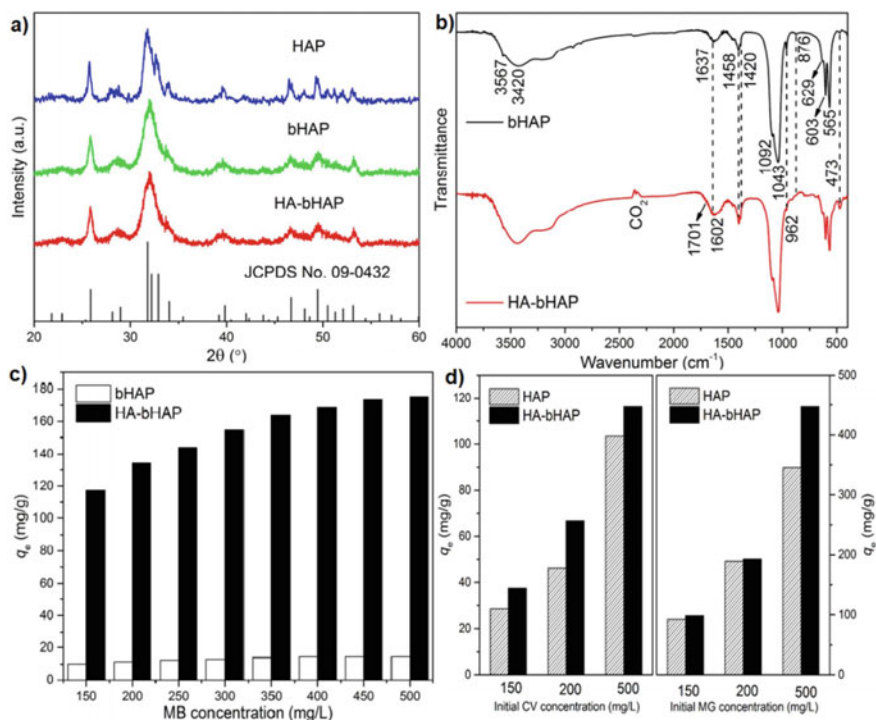 a)
HAP
bHAP
HA-bHAP
JCPDS No. 09-0432
Intensity (a.u.)
20 30 40 50 60
2θ (°)
b)
3567
3420
1637
1458
1420
876
629
603
565
bHAP
1092
1043
473
CO2
1701
1602
962
HA-bHAP
Transmittance
4000 3500 3000 2500 2000 1500 1000 500
Wavenumber (cm-1)
c)
bHAP
HA-bHAP
180
160
140
120
100
80
60
40
20
0
qe (mg/g)
150 200 250 300 350 400 450 500
MB concentration (mg/L)
d)
HAP
HA-bHAP
120
100
80
60
40
20
0
qe (mg/g)
150 200 500
Initial CV concentration (mg/L)
HAP
HA-bHAP
500
400
300
200
100
0
qe (mg/g)
150 200 500
Initial MG concentration (mg/L)